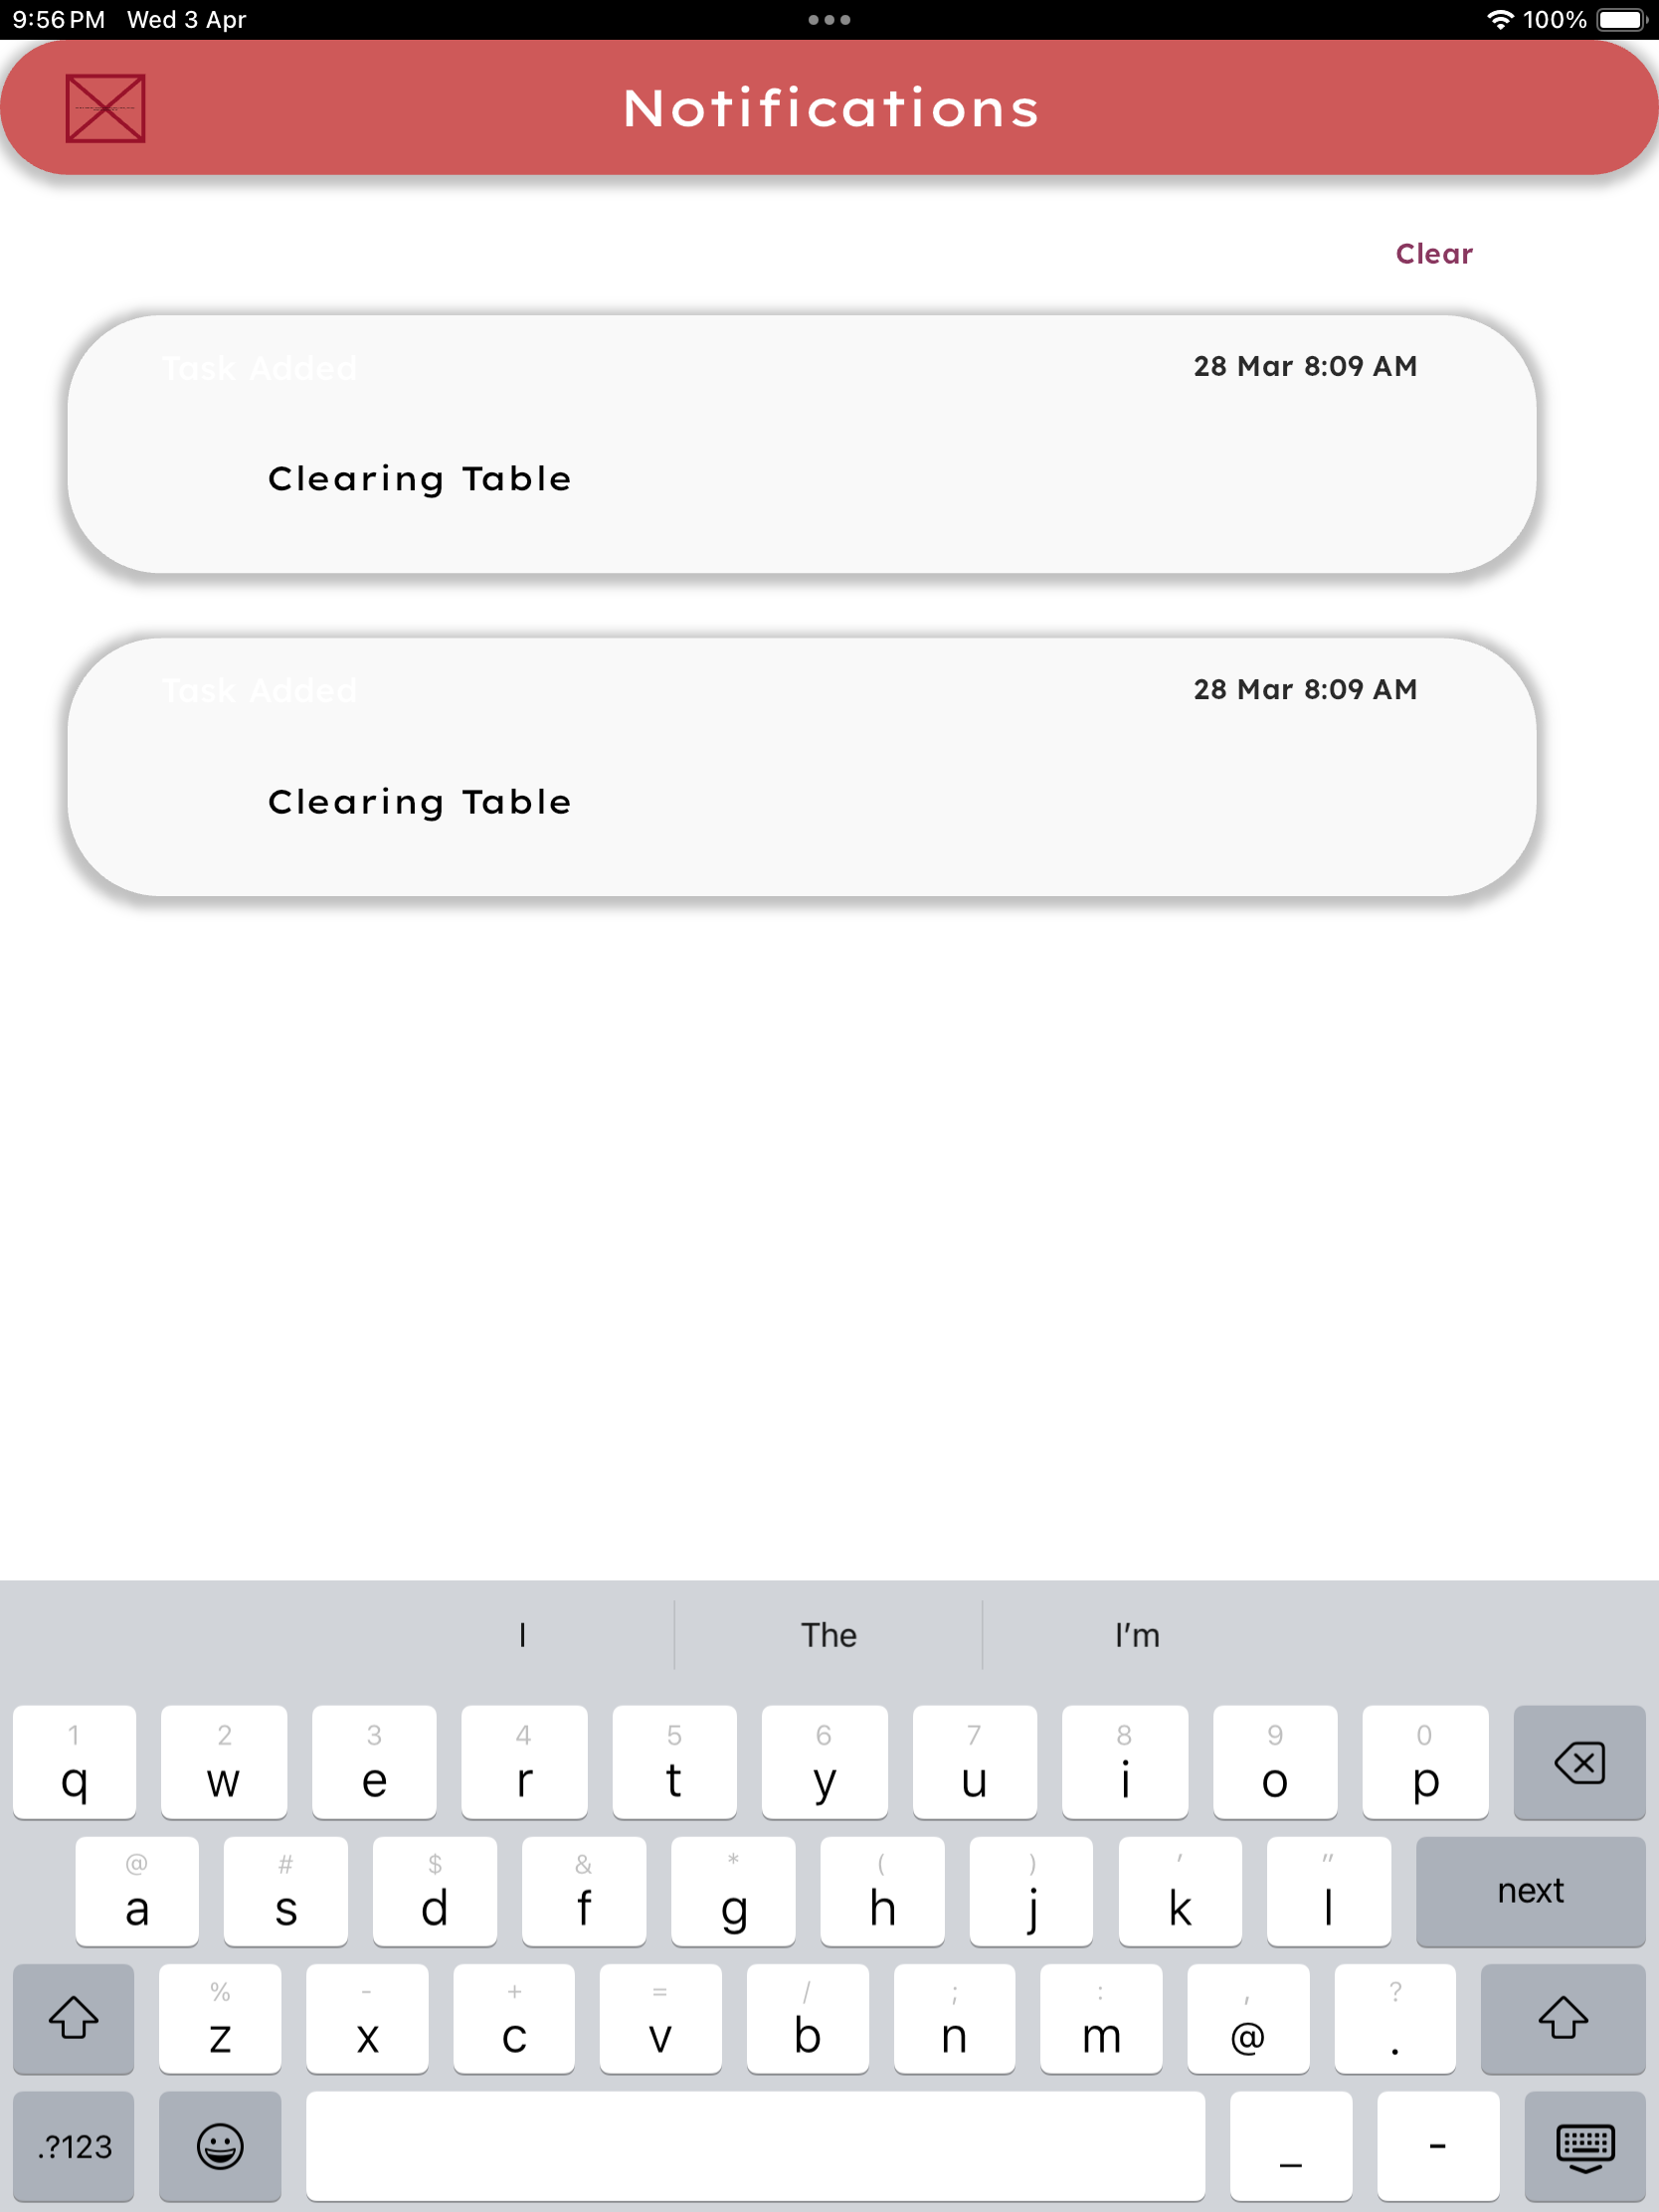 9:56 PM Wed 3 Apr 100%
Notifications
Clear
Task Added 28 Mar 8:09 AM
Clearing Table
Task Added 28 Mar 8:09 AM
Clearing Table
I The I’m
1 2 3 4 5 6 7 8 9 0
q w e r t y u i o p
@ # $ & * ( ) ’ ”
a s d f g h j k l next
% - + = / ; : , ?
z x c v b n m @ .
.?123 _ -